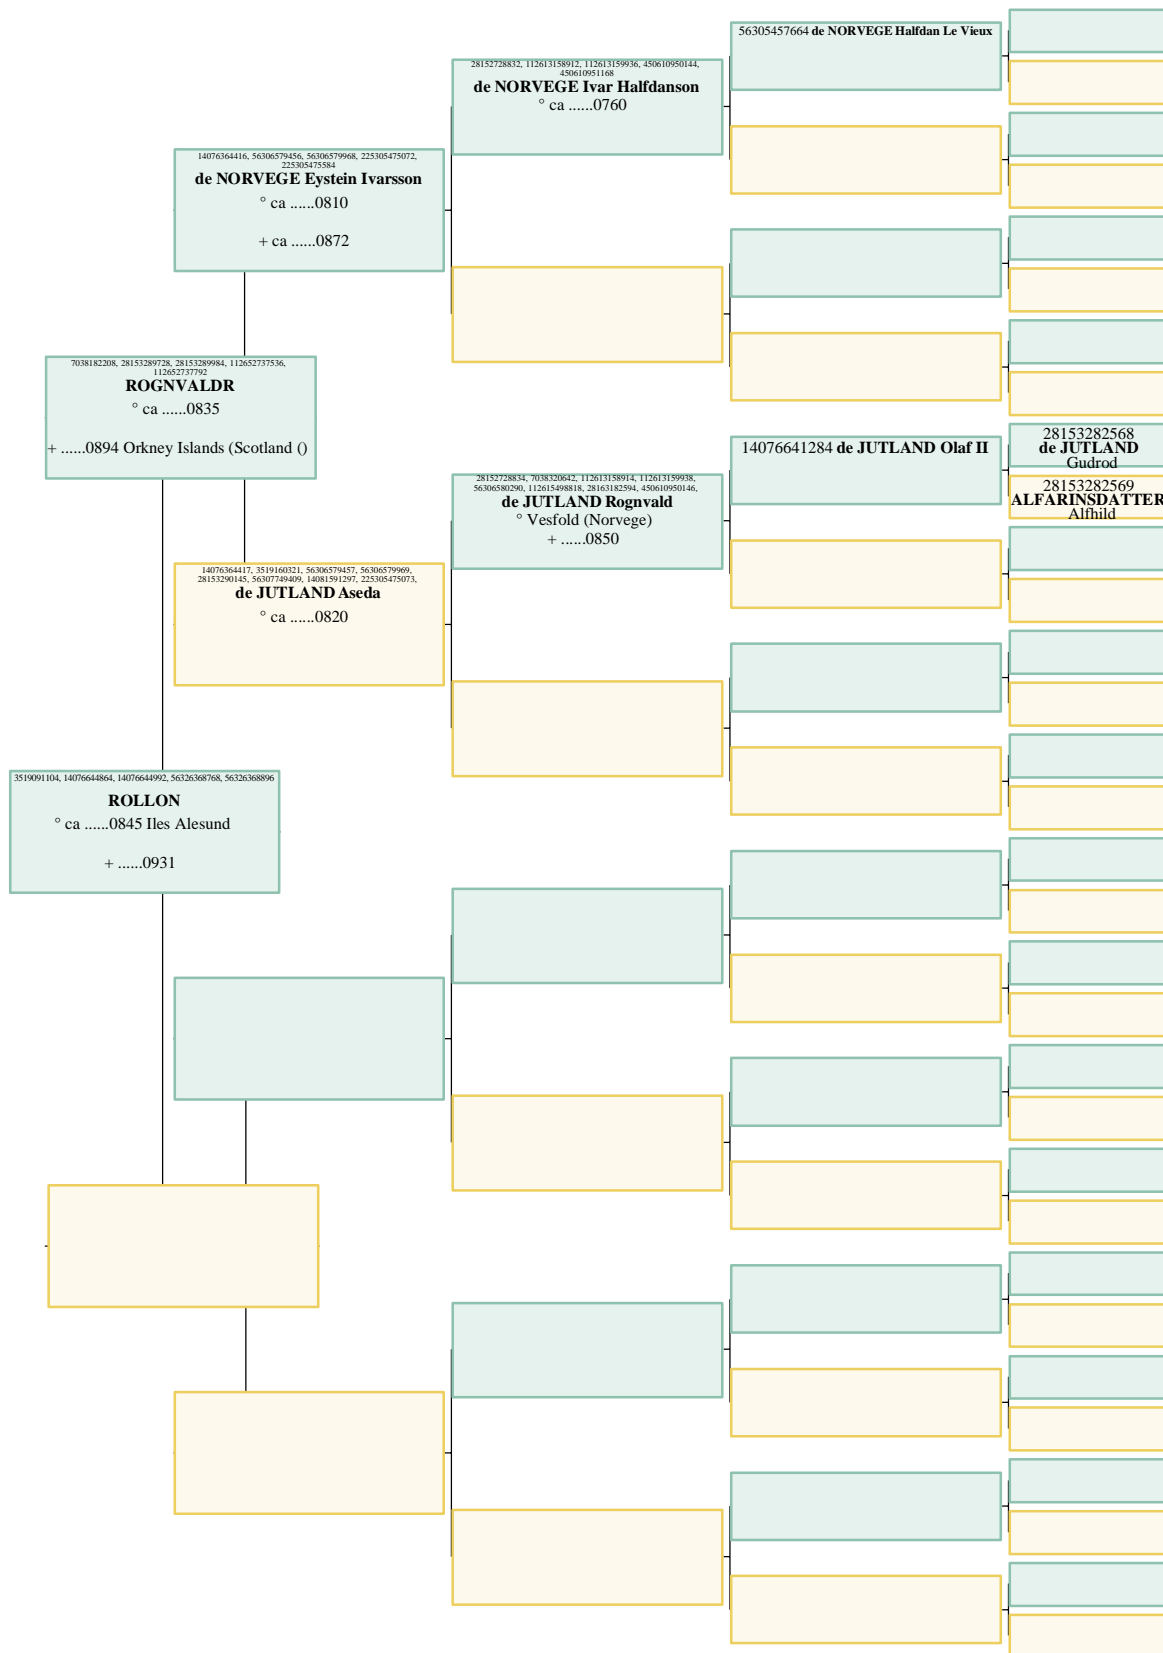 56305457664 de NORVEGE Halfdan Le Vieux
28152728832, 112613158912, 112613159936, 450610950144,
450610951168
de NORVEGE Ivar Halfdanson
° ca ......0760
14076364416, 56306579456, 56306579968, 225305475072,
225305475584
de NORVEGE Eystein Ivarsson
° ca ......0810
+ ca ......0872
7038182208, 28153289728, 28153289984, 112652737536,
112652737792
ROGNVALDR
° ca ......0835
+ ......0894 Orkney Islands (Scotland ()
14076641284 de JUTLAND Olaf II
28153282568
de JUTLAND
Gudrod
28153282569
ALFARINSDATTER
Alfhild
28152728834, 7038320642, 112613158914, 112613159938,
56306580290, 112615498818, 28163182594, 450610950146,
de JUTLAND Rognvald
° Vesfold (Norvege)
+ ......0850
14076364417, 3519160321, 56306579457, 56306579969,
28153290145, 56307749409, 14081591297, 225305475073,
de JUTLAND Aseda
° ca ......0820
3519091104, 14076644864, 14076644992, 56326368768, 56326368896
ROLLON
° ca ......0845 Iles Alesund
+ ......0931